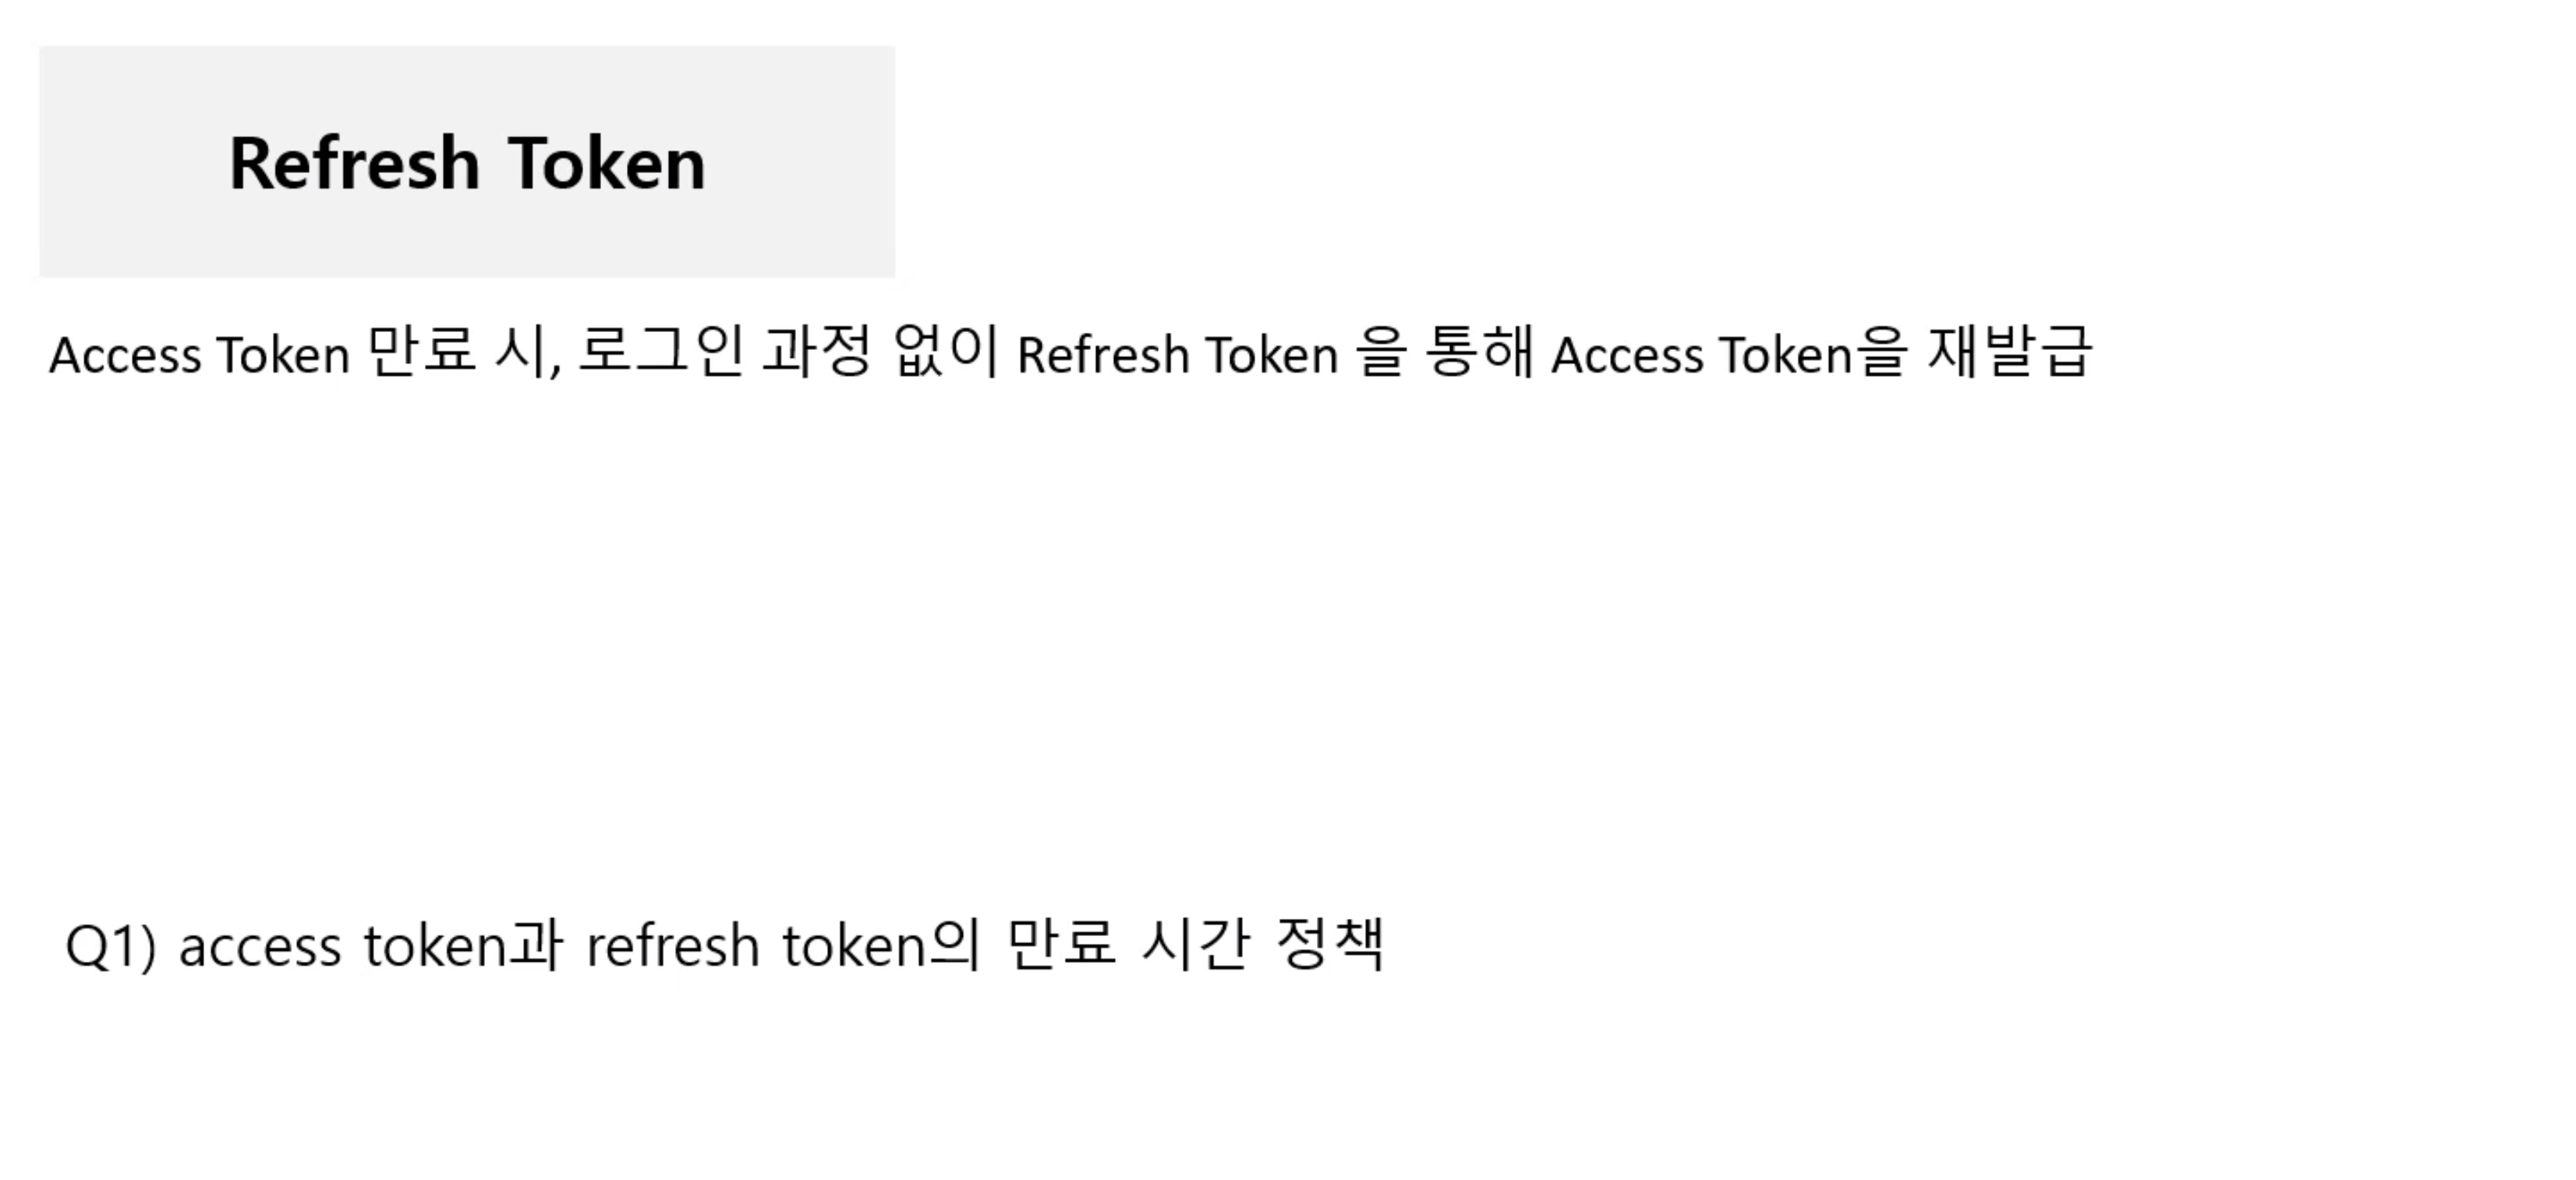 Refresh Token
Access Token 만료 시, 로그인 과정 없이 Refresh Token 을 통해 Access Token을 재발급
Q1) access token과 refresh token의 만료 시간 정책